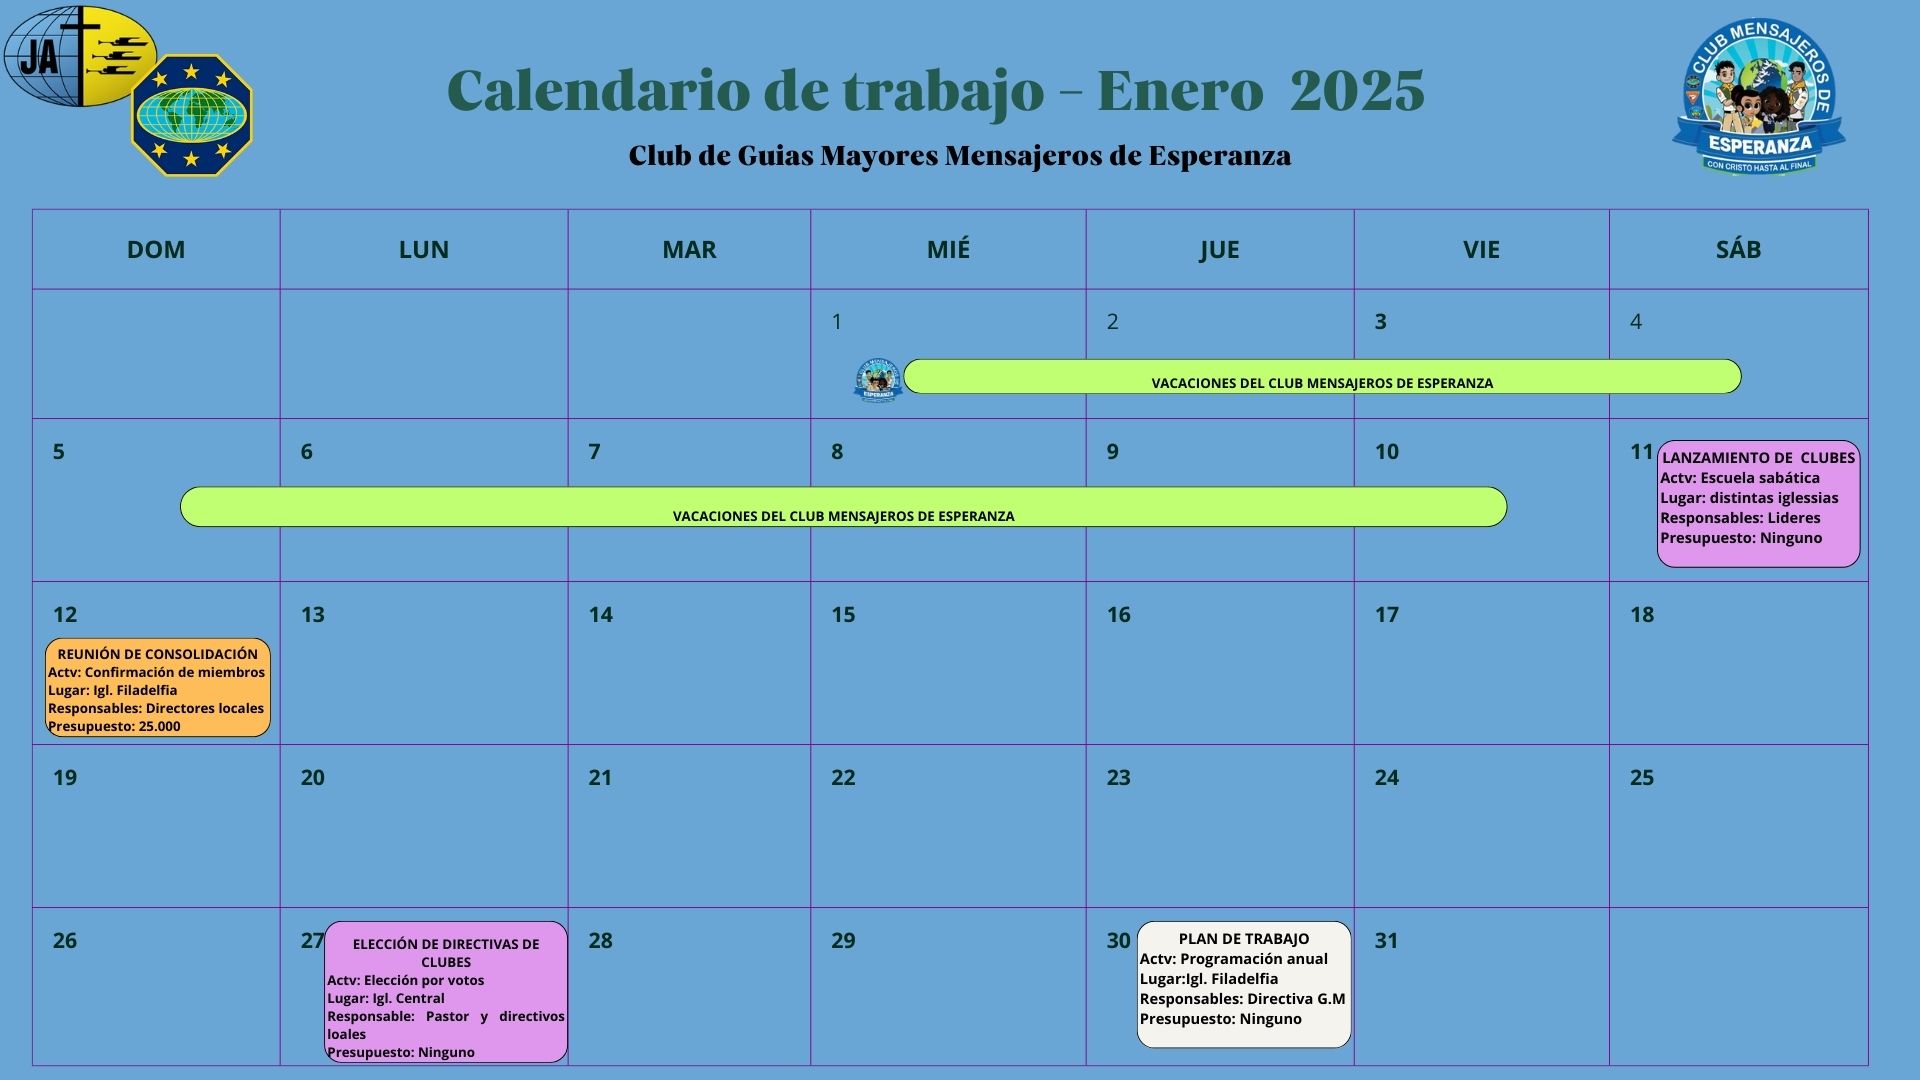 JA
CLUB MENSAJEROS DE
ESPERANZA
CON CRISTO HASTA AL FINAL
Calendario de trabajo – Enero 2025
Club de Guias Mayores Mensajeros de Esperanza
DOM LUN MAR MIÉ JUE VIE SÁB
1 2 3 4
ESPERANZA
VACACIONES DEL CLUB MENSAJEROS DE ESPERANZA
5 6 7 8 9 10 11
VACACIONES DEL CLUB MENSAJEROS DE ESPERANZA
LANZAMIENTO DE CLUBES
Actv: Escuela sabática
Lugar: distintas iglessias
Responsables: Lideres
Presupuesto: Ninguno
12 13 14 15 16 17 18
REUNIÓN DE CONSOLIDACIÓN
Actv: Confirmación de miembros
Lugar: Igl. Filadelfia
Responsables: Directores locales
Presupuesto: 25.000
19 20 21 22 23 24 25
26 27 28 29 30 31
ELECCIÓN DE DIRECTIVAS DE
CLUBES
Actv: Elección por votos
Lugar: Igl. Central
Responsable: Pastor y directivos
loales
Presupuesto: Ninguno
PLAN DE TRABAJO
Actv: Programación anual
Lugar:Igl. Filadelfia
Responsables: Directiva G.M
Presupuesto: Ninguno